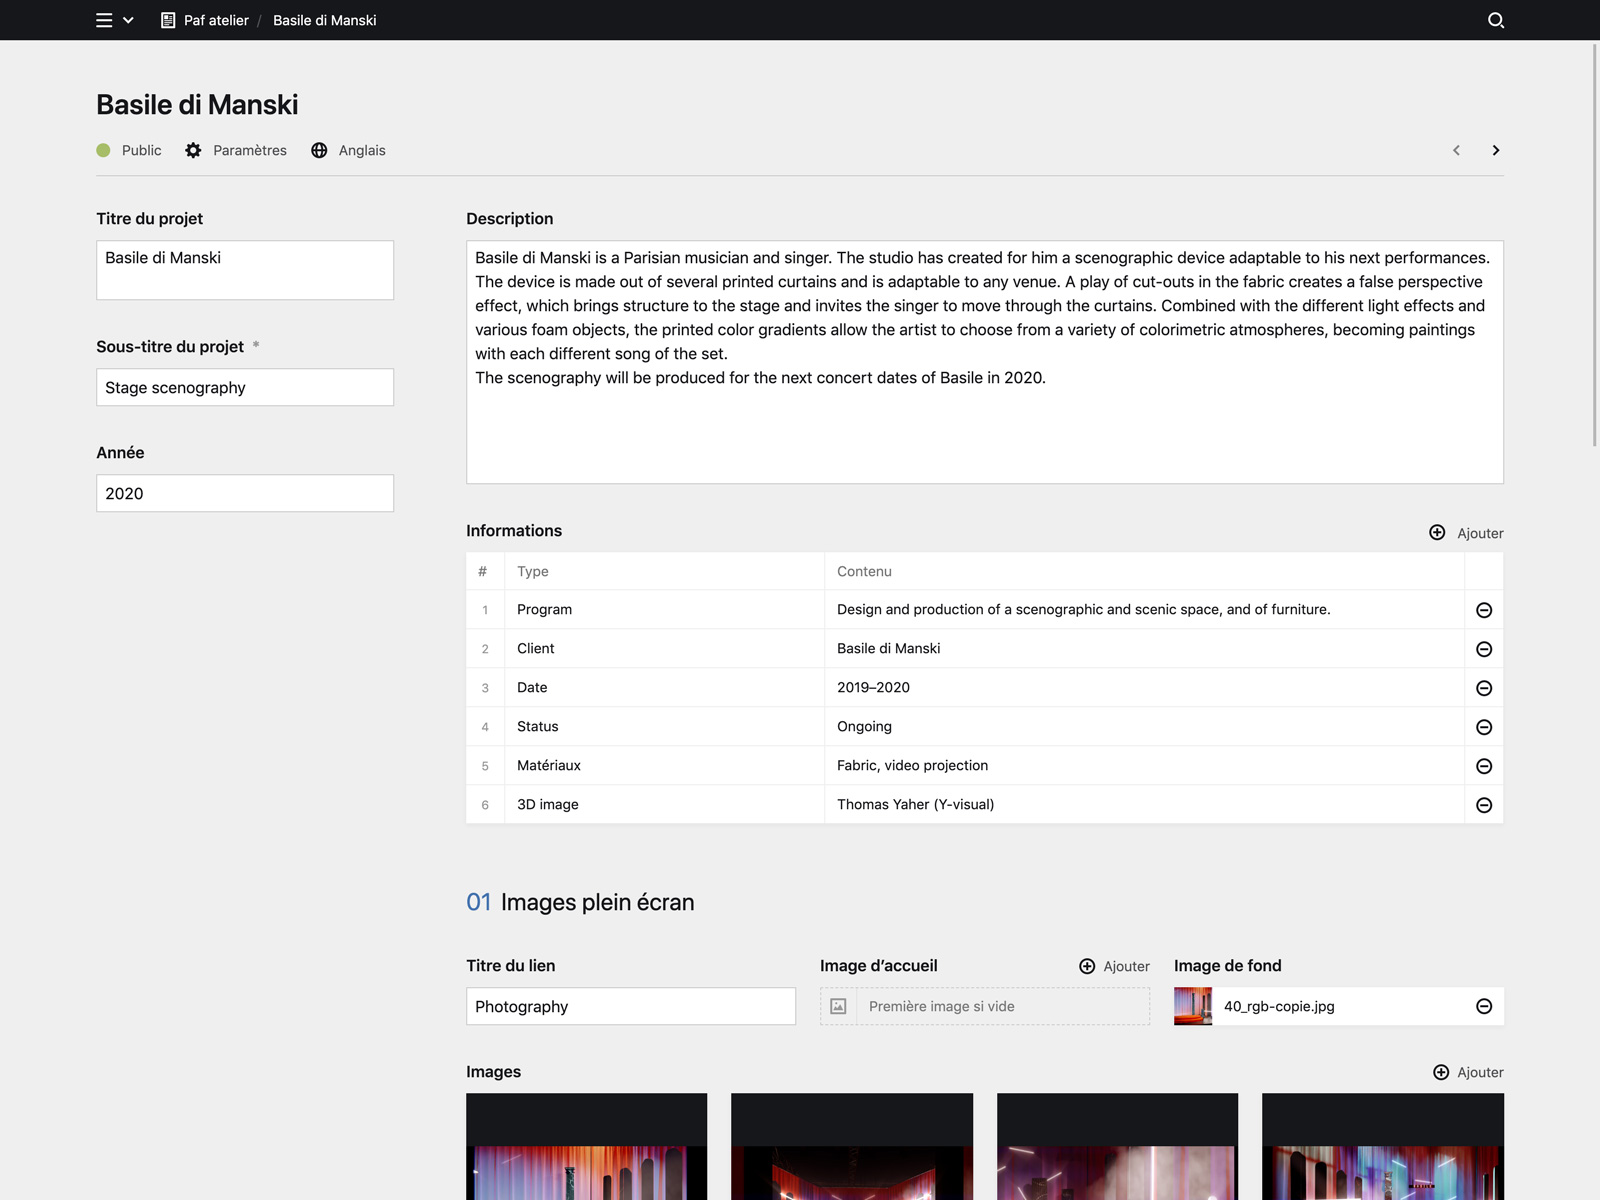 Paf atelier / Basile di Manski
Basile di Manski
Public Paramètres Anglais
Titre du projet
Basile di Manski
Sous-titre du projet *
Stage scenography
Année
2020
Description
Basile di Manski is a Parisian musician and singer. The studio has created for him a scenographic device adaptable to his next performances.
The device is made out of several printed curtains and is adaptable to any venue. A play of cut-outs in the fabric creates a false perspective
effect, which brings structure to the stage and invites the singer to move through the curtains. Combined with the different light effects and
various foam objects, the printed color gradients allow the artist to choose from a variety of colorimetric atmospheres, becoming paintings
with each different song of the set.
The scenography will be produced for the next concert dates of Basile in 2020.
Informations Ajouter
# Type Contenu
1 Program Design and production of a scenographic and scenic space, and of furniture.
2 Client Basile di Manski
3 Date 2019–2020
4 Status Ongoing
5 Matériaux Fabric, video projection
6 3D image Thomas Yaher (Y-visual)
01 Images plein écran
Titre du lien
Photography
Image d’accueil Ajouter
Première image si vide
Image de fond
40_rgb-copie.jpg
Images Ajouter